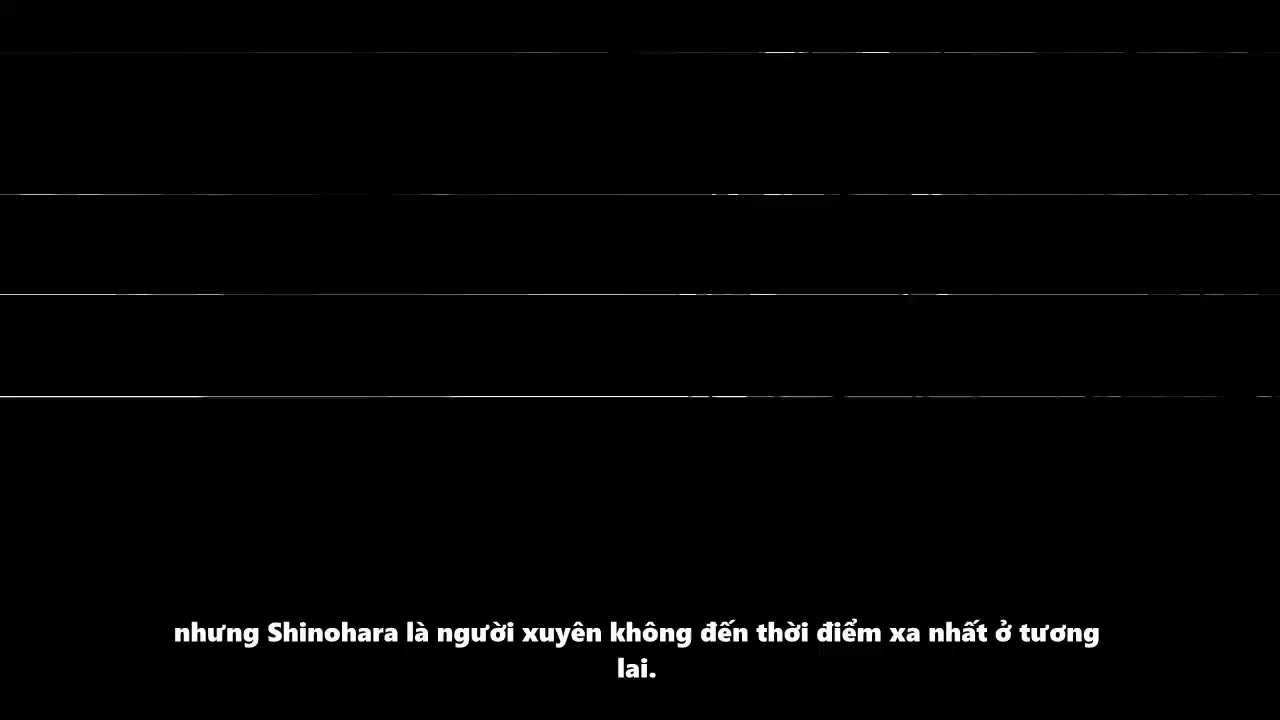 nhưng Shinohara là người xuyên không đến thời điểm xa nhất ở tương
lai.